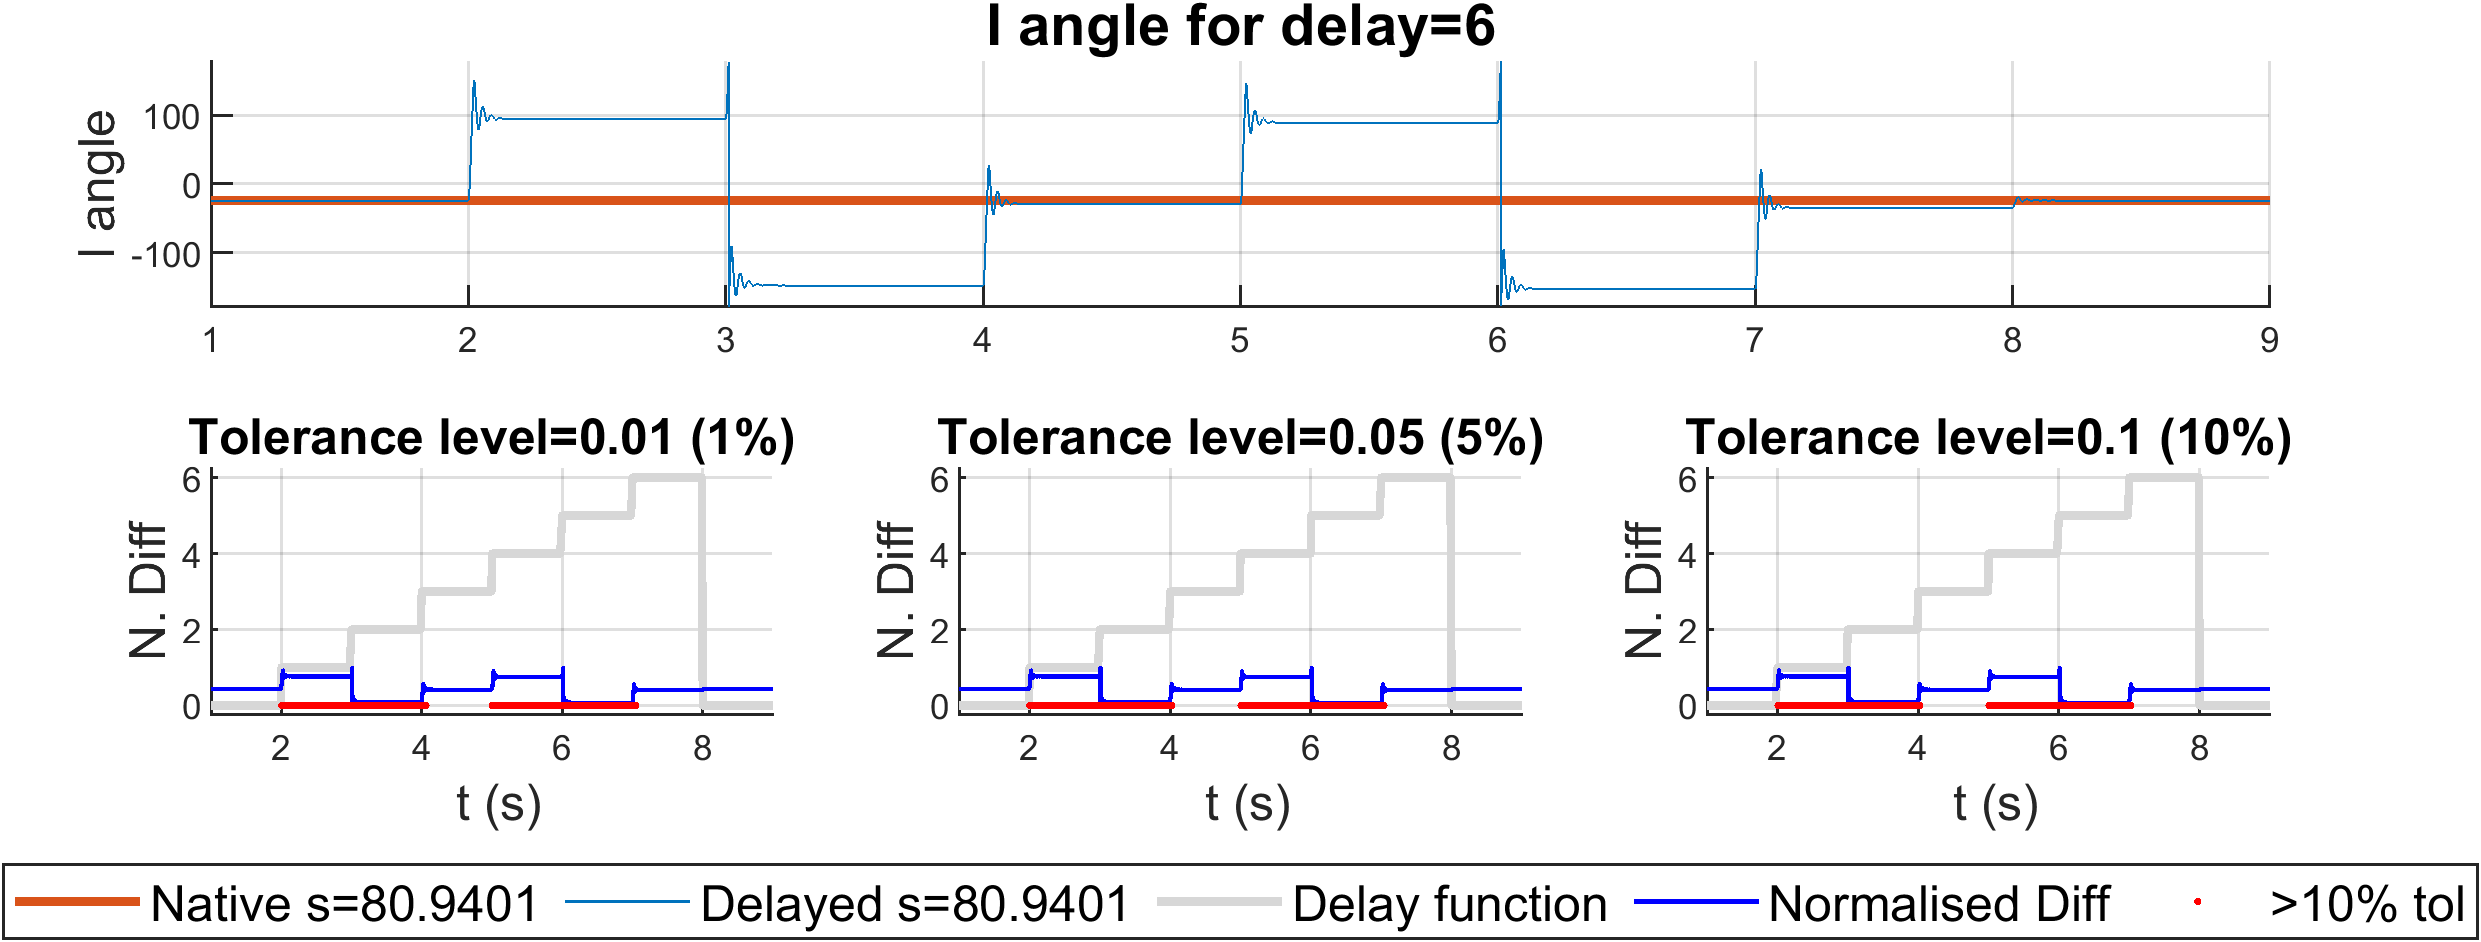 I angle for delay=6
I angle
100
0
-100
1 2 3 4 5 6 7 8 9
Tolerance level=0.01 (1%)
N. Diff
6
4
2
0
2 4 6 8
t (s)
Tolerance level=0.05 (5%)
N. Diff
6
4
2
0
2 4 6 8
t (s)
Tolerance level=0.1 (10%)
N. Diff
6
4
2
0
2 4 6 8
t (s)
Native s=80.9401 Delayed s=80.9401 Delay function Normalised Diff >10% tol